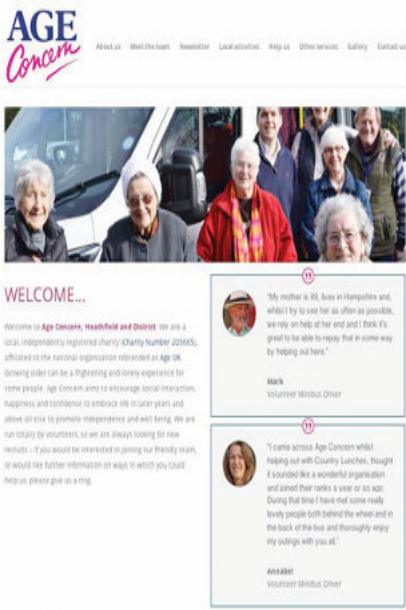 AGE
Concern
About us Meet the team Newsletter Local activities Help us Other services Gallery Contact us
WELCOME...
Welcome to Age Concern, Heathfield and District. We are a
local, independently registered charity (Charity Number 205665),
affiliated to the national organisation rebranded as Age UK.
Growing older can be a frightening and lonely experience for
some people. Age Concern aims to encourage social interaction,
happiness and confidence to embrace life in later years and
above all else to promote independence and well being. We are
run totally by volunteers, so we are always looking for new
recruits – if you would be interested in joining our friendly team,
or would like further information on ways in which you could
help us, please give us a ring.
"My mother is 89, lives in Hampshire and,
whilst I try to see her as often as possible,
we rely on help at her end and I think it's
great to be able to repay that in some way
by helping out here."
Mark
Volunteer Minibus Driver
"I came across Age Concern whilst
helping out with Country Lunches, thought
it sounded like a wonderful organisation
and joined their ranks a year or so ago.
During that time I have met some really
lovely people both behind the wheel and in
the back of the bus and thoroughly enjoy
my outings with you all."
Annabel
Volunteer Minibus Driver